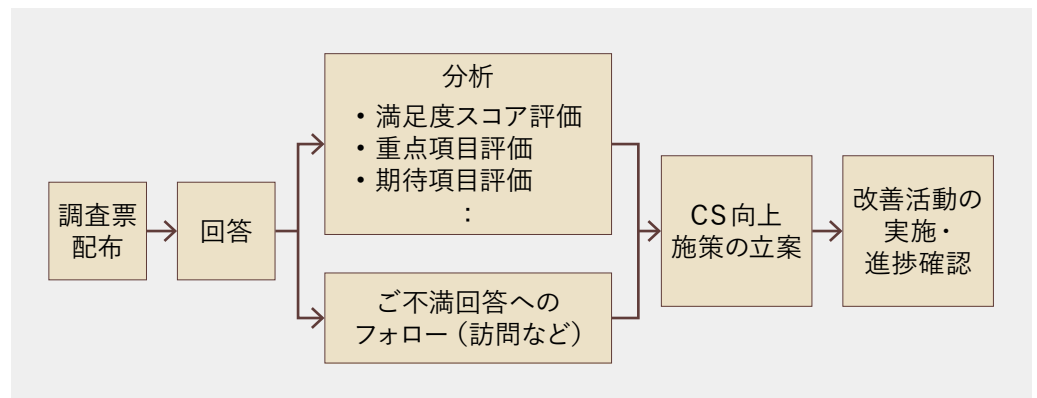 調査票
配布
回答
分析
・満足度スコア評価
・重点項目評価
・期待項目評価
：
ご不満回答への
フォロー（訪問など）
CS向上
施策の立案
改善活動の
実施・
進捗確認